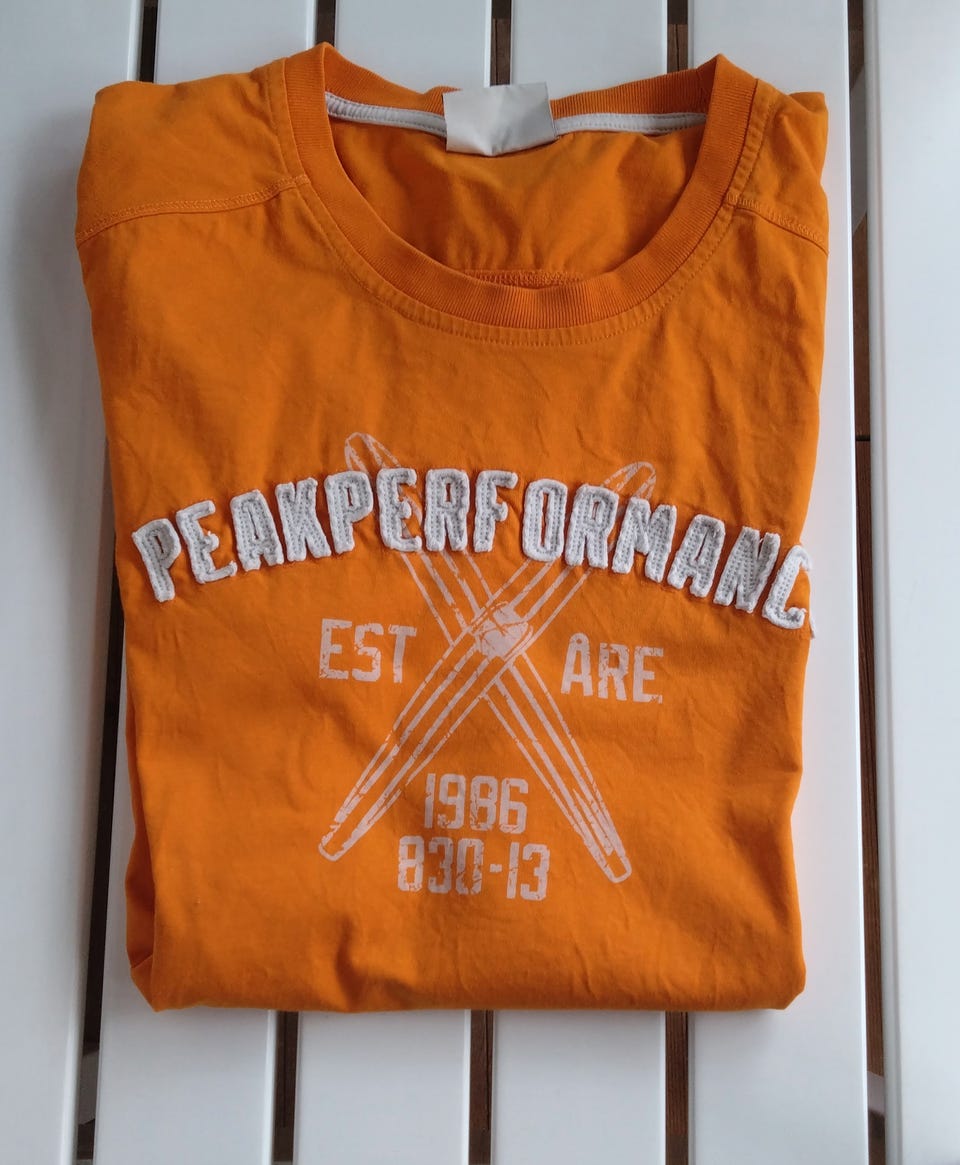 PEAKPERFORMANC
EST ARE
1986
830-13